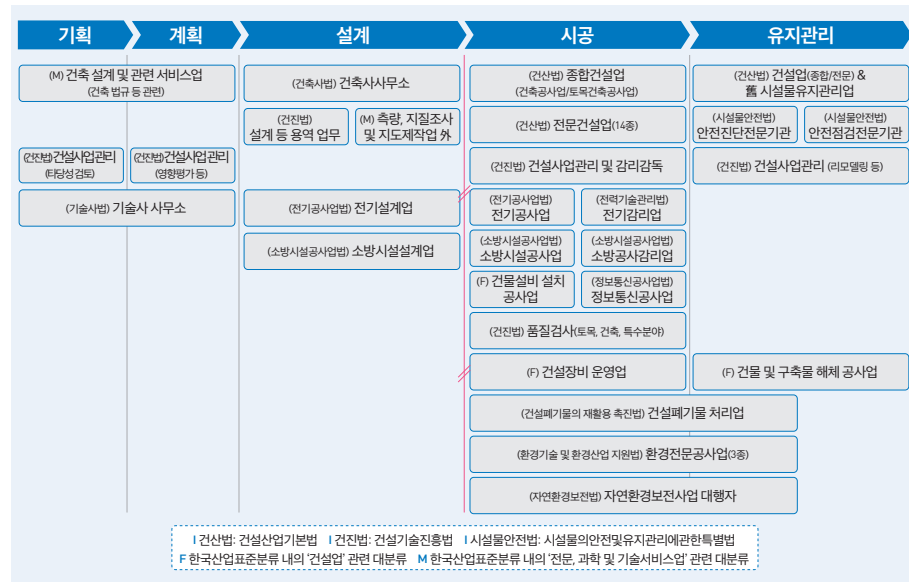 기획
계획
설계
시공
유지관리
(M) 건축 설계 및 관련 서비스업
(건축 법규 등 관련)
(건축사법) 건축사사무소
(건산법) 종합건설업
(건축공사업/토목건축공사업)
(건산법) 건설업(종합/전문) &
舊 시설물유지관리업
(건진법)
설계 등 용역 업무
(M) 측량, 지질조사
및 지도제작업 外
(건산법) 전문건설업(14종)
(시설물안전법)
안전진단전문기관
(시설물안전법)
안전점검전문기관
(건진법)건설사업관리
(타당성 검토)
(건진법)건설사업관리
(영향평가 등)
(건진법) 건설사업관리 및 감리감독
(건진법) 건설사업관리 (리모델링 등)
(기술사법) 기술사 사무소
(전기공사업법) 전기설계업
(전기공사업법)
전기공사업
(전력기술관리법)
전기감리업
(소방시설공사업법) 소방시설설계업
(소방시설공사업법)
소방시설공사업
(소방시설공사업법)
소방공사감리업
(F) 건물설비 설치
공사업
(정보통신공사업법)
정보통신공사업
(건진법) 품질검사(토목, 건축, 특수분야)
(F) 건설장비 운영업
(F) 건물 및 구축물 해체 공사업
(건설폐기물의 재활용 촉진법) 건설폐기물 처리업
(환경기술 및 환경산업 지원법) 환경전문공사업(3종)
(자연환경보전법) 자연환경보전사업 대행자
I 건산법: 건설산업기본법 I 건진법: 건설기술진흥법 I 시설물안전법: 시설물의안전및유지관리에관한특별법
F 한국산업표준분류 내의 '건설업' 관련 대분류 M 한국산업표준분류 내의 '전문, 과학 및 기술서비스업' 관련 대분류